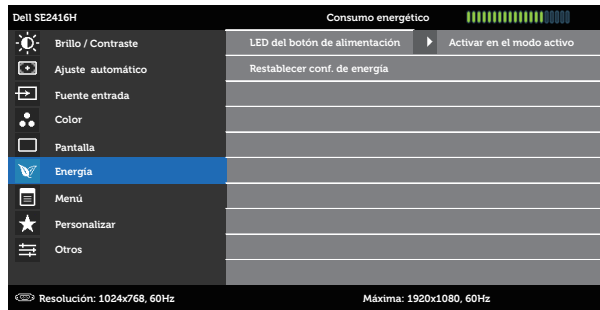 Dell SE2416H Consumo energético
Brillo / Contraste LED del botón de alimentación Activar en el modo activo
Ajuste automático Restablecer conf. de energía
Fuente entrada
Color
Pantalla
Energía
Menú
Personalizar
Otros
Resolución: 1024x768, 60Hz Máxima: 1920x1080, 60Hz